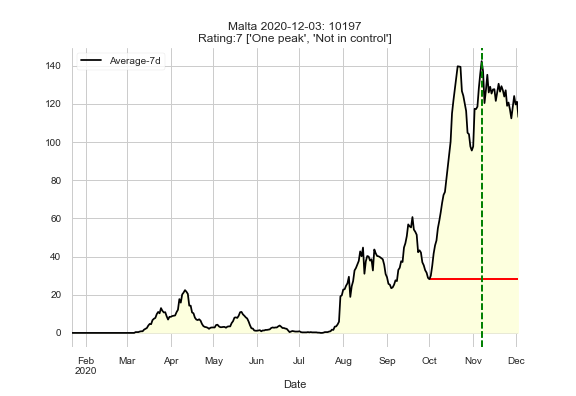 Malta 2020-12-03: 10197
Rating:7 ['One peak', 'Not in control']
Average-7d
140
120
100
80
60
40
20
0
Feb Mar Apr May Jun Jul Aug Sep Oct Nov Dec
2020
Date